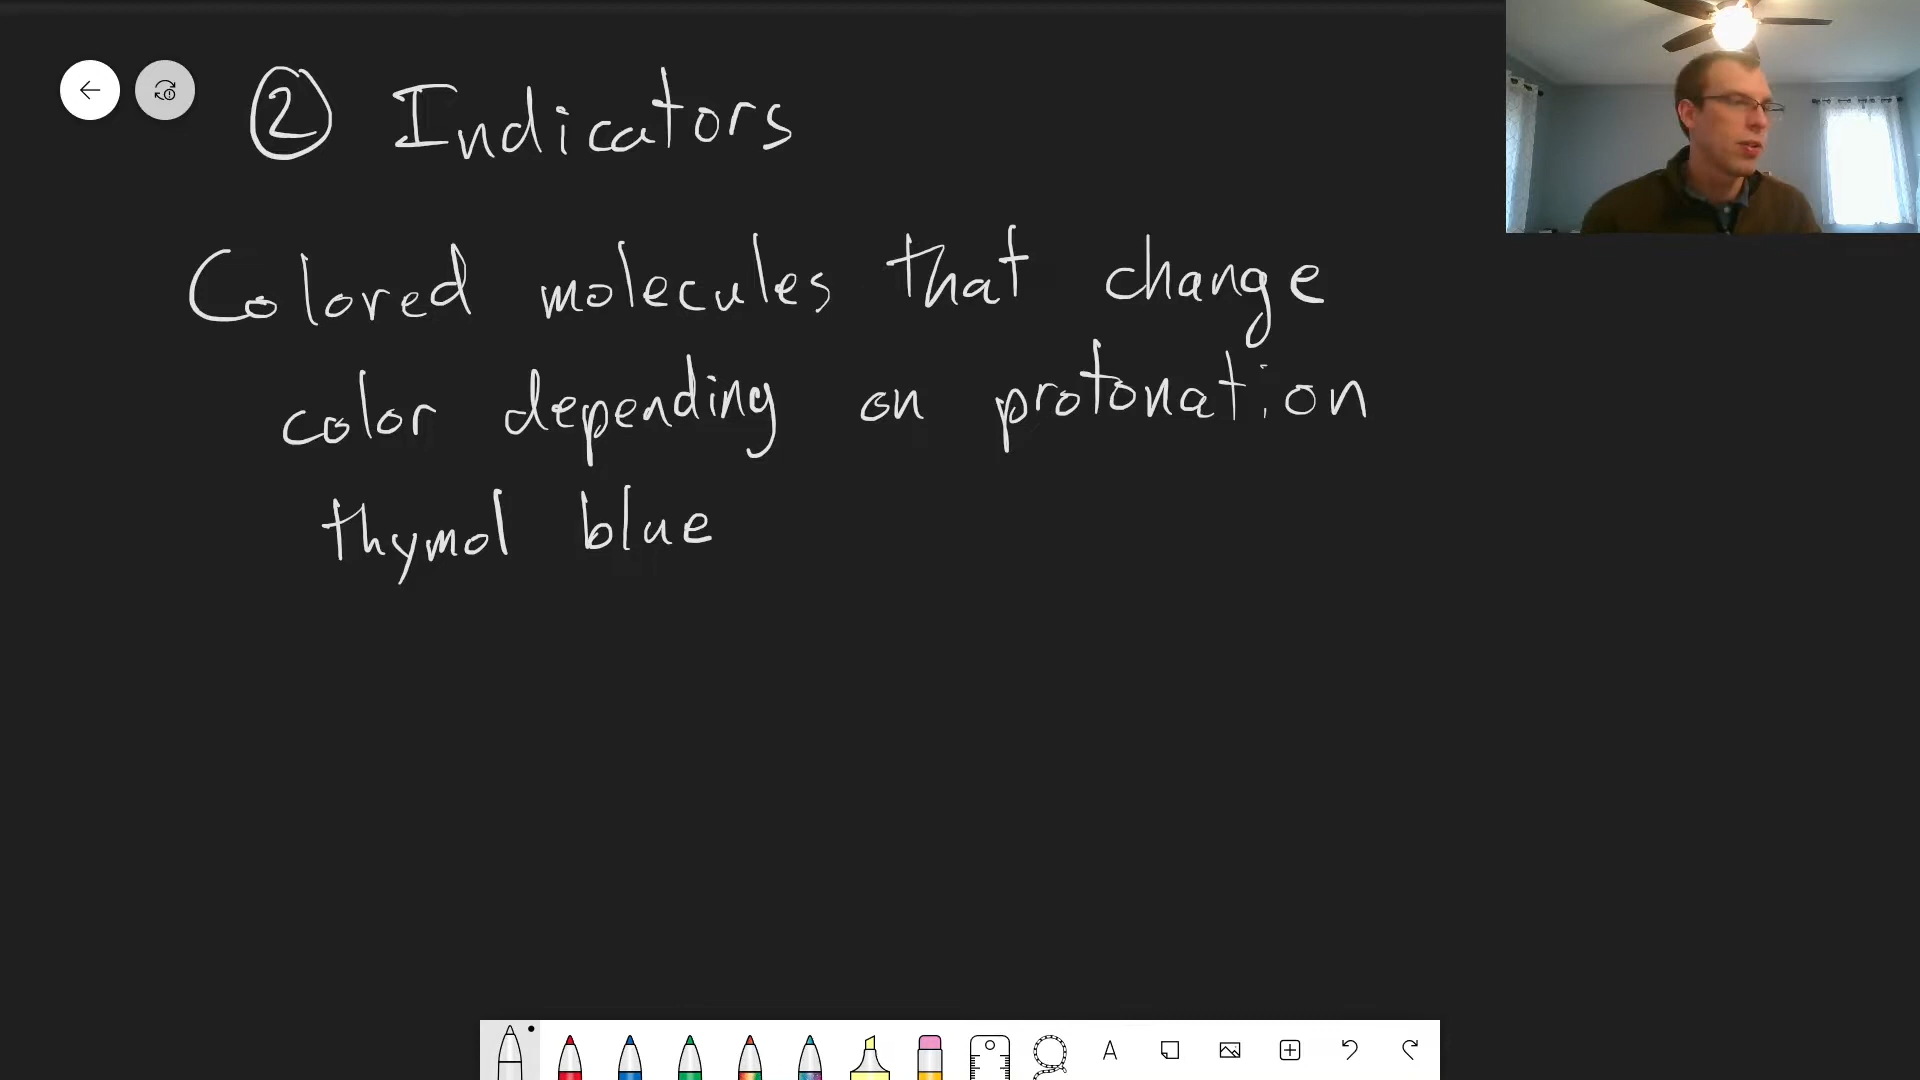 ② Indicators
Colored molecules that change
color depending on protonation
thymol blue
A